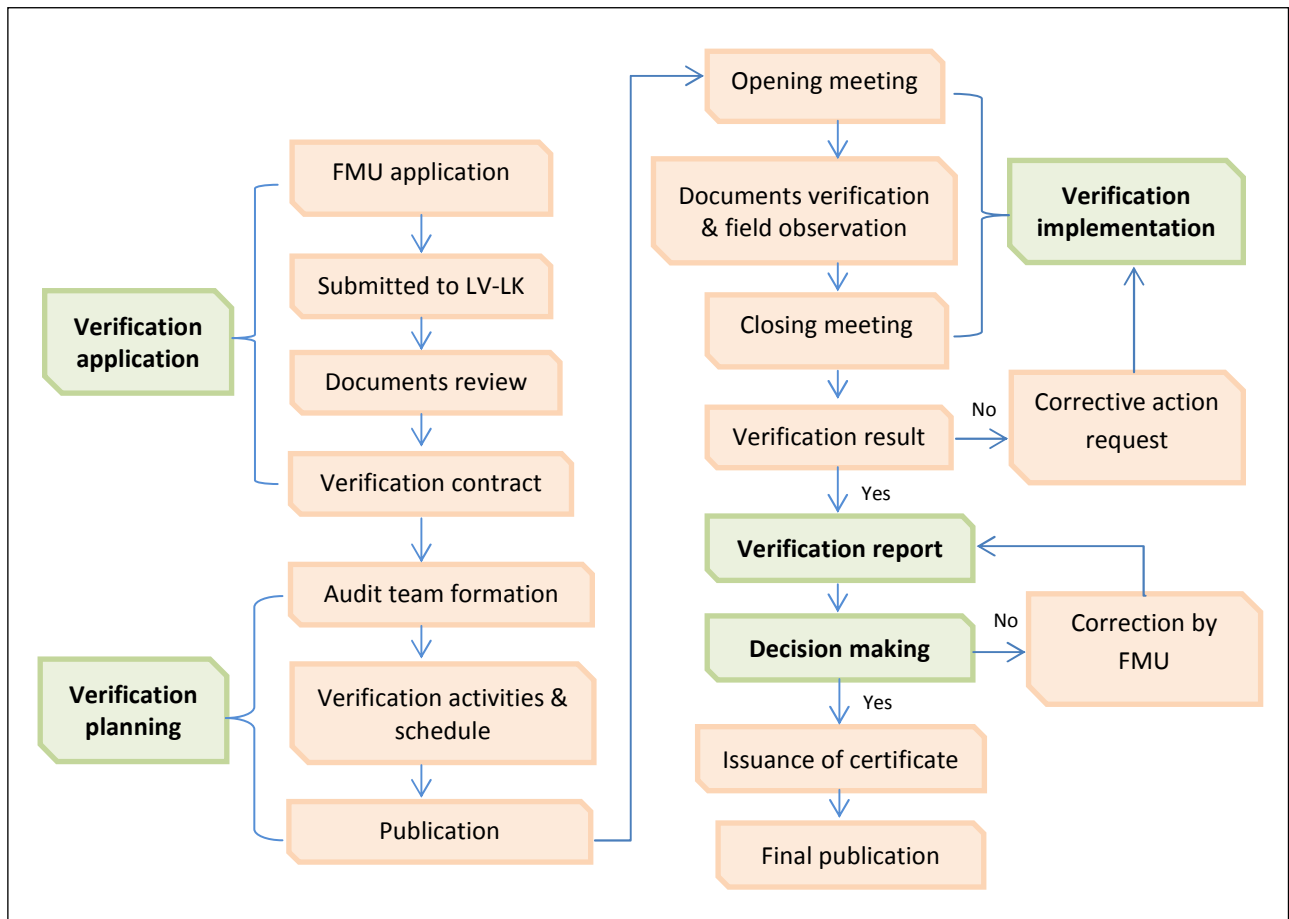 Verification
application
FMU application
Submitted to LV-LK
Documents review
Verification contract
Verification
planning
Audit team formation
Verification activities &
schedule
Publication
Opening meeting
Documents verification
& field observation
Closing meeting
Verification
implementation
Verification result
No
Corrective action
request
Yes
Verification report
Decision making
No
Correction by
FMU
Yes
Issuance of certificate
Final publication